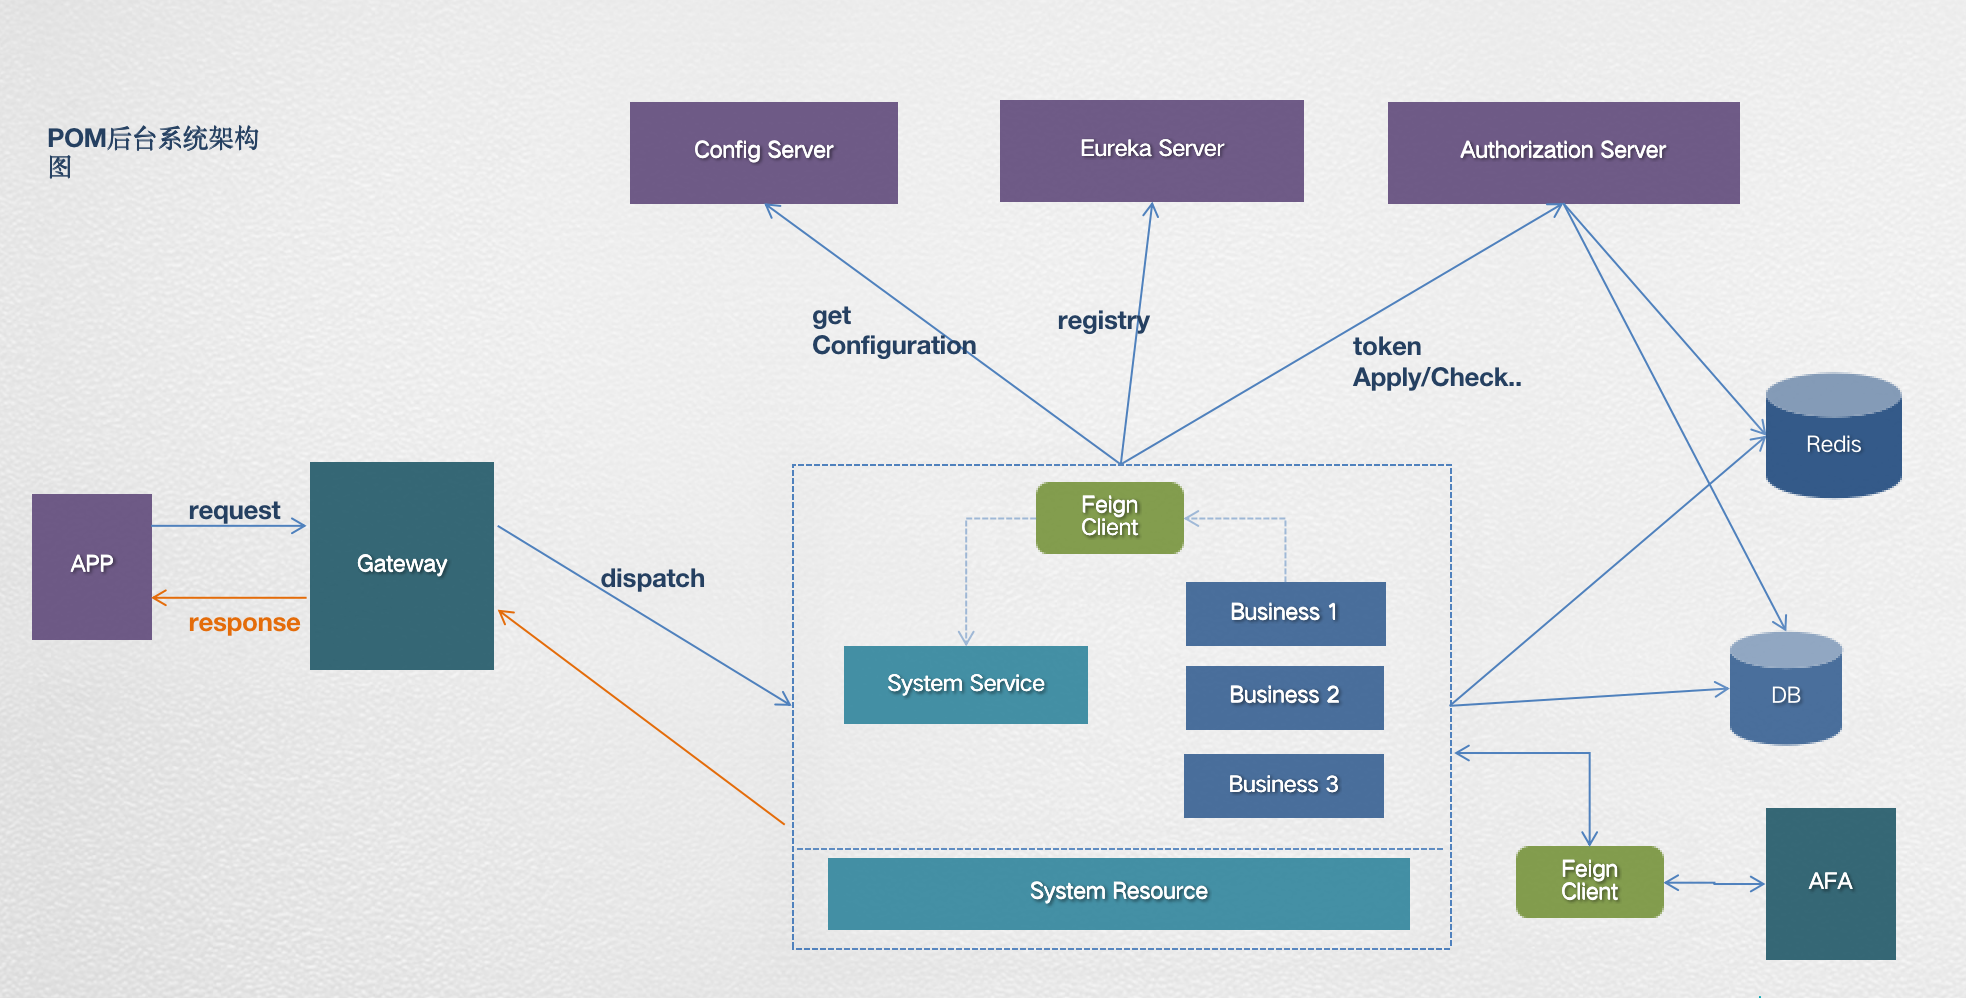 POM后台系统架构
图
Config Server
Eureka Server
Authorization Server
get
Configuration
registry
token
Apply/Check..
Redis
APP
request
response
Gateway
dispatch
Feign
Client
Business 1
System Service
Business 2
DB
Business 3
System Resource
Feign
Client
AFA